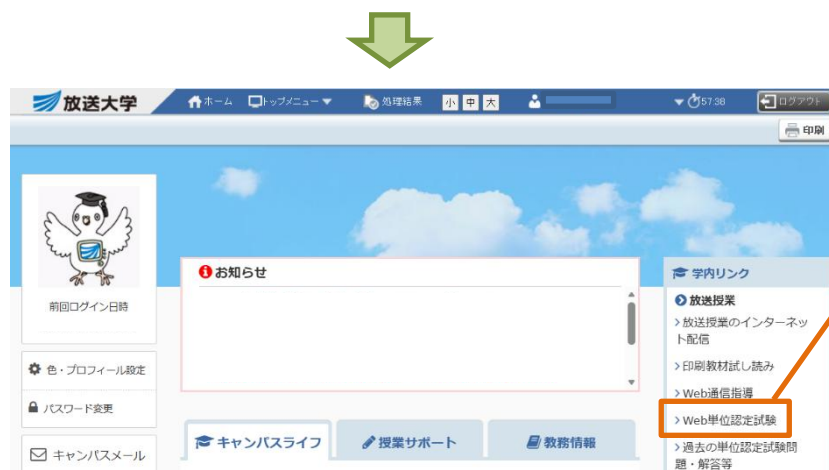 放送大学
ホーム トップメニュー▼ 処理結果 小 中 大 ▼ 57:38 ログアウト
印刷
前回ログイン日時
色・プロフィール設定
パスワード変更
キャンパスメール
お知らせ
キャンパスライフ 授業サポート 教務情報
学内リンク
放送授業
>放送授業のインターネッ
ト配信
>印刷教材試し読み
>Web通信指導
>Web単位認定試験
>過去の単位認定試験問
題・解答等